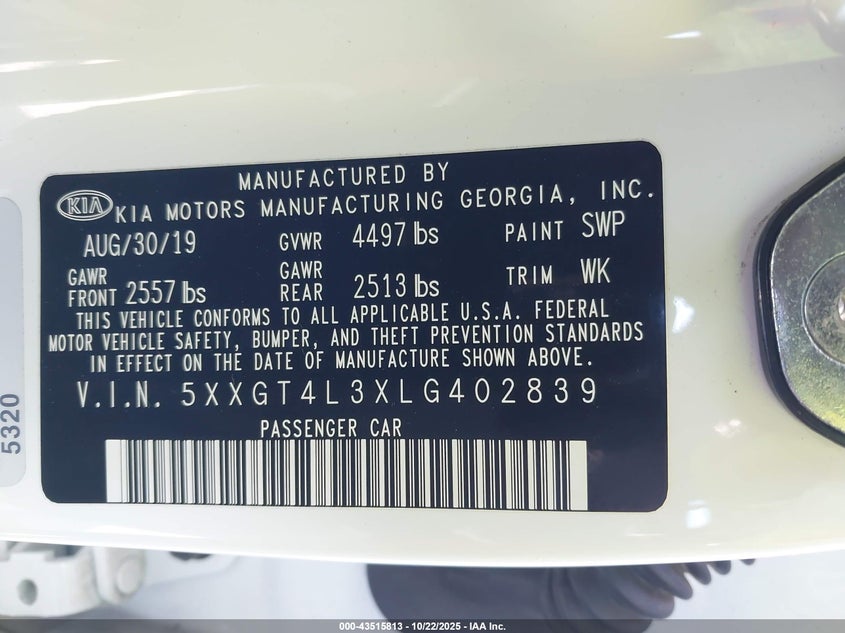 MANUFACTURED BY
KIA KIA MOTORS MANUFACTURING GEORGIA, INC.
AUG/30/19 GVWR 4497 lbs PAINT SWP
GAWR FRONT 2557 lbs GAWR REAR 2513 lbs TRIM WK
THIS VEHICLE CONFORMS TO ALL APPLICABLE U.S.A. FEDERAL
MOTOR VEHICLE SAFETY, BUMPER, AND THEFT PREVENTION STANDARDS
IN EFFECT ON THE DATE OF MANUFACTURE SHOWN ABOVE.
V.I.N. 5XXGT4L3XLG402839
PASSENGER CAR
5320
000-43515813 - 10/22/2025 - IAA Inc.